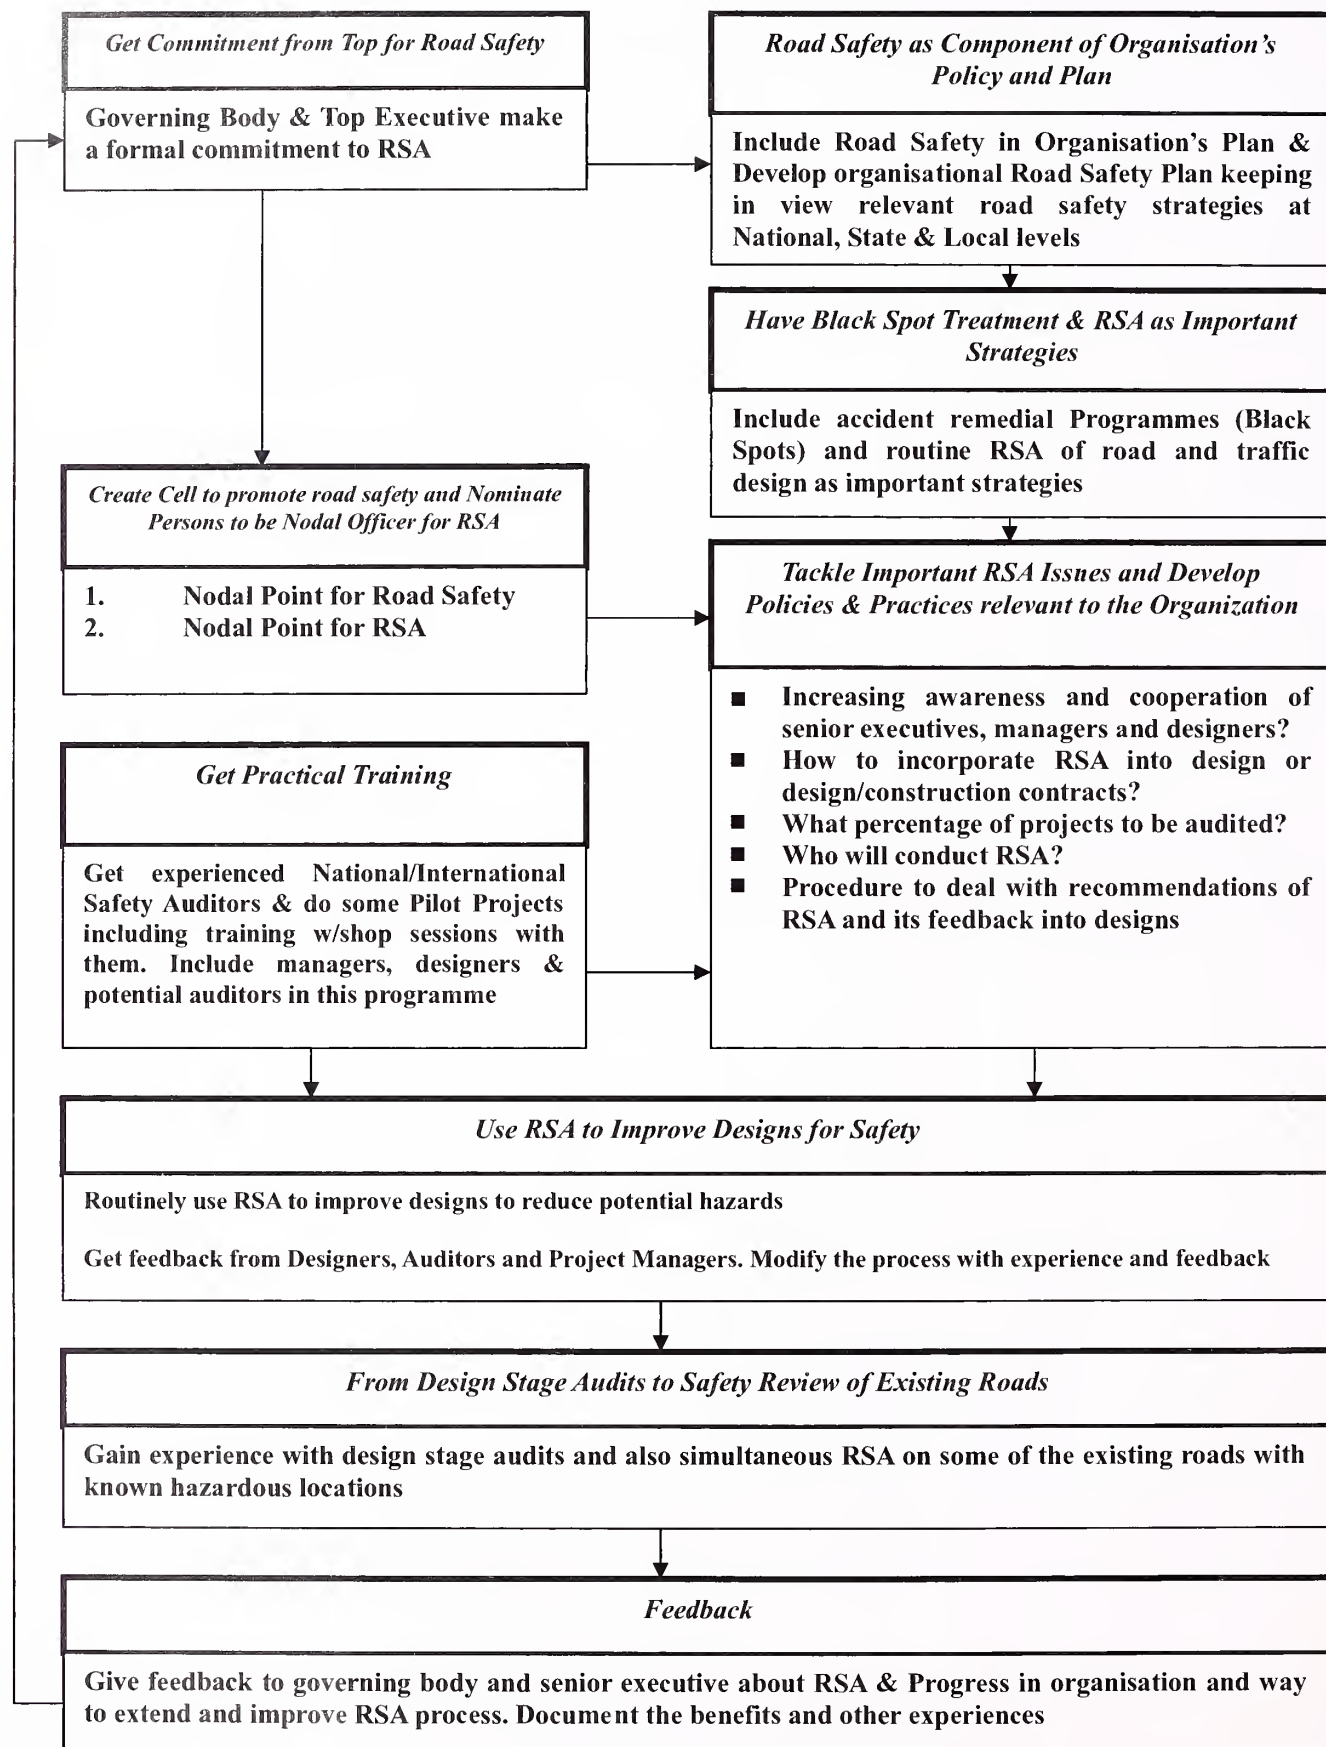 Get Commitment from Top for Road Safety
Governing Body & Top Executive make
a formal commitment to RSA
Road Safety as Component of Organisation's
Policy and Plan
Include Road Safety in Organisation's Plan &
Develop organisational Road Safety Plan keeping
in view relevant road safety strategies at
National, State & Local levels
Have Black Spot Treatment & RSA as Important
Strategies
Include accident remedial Programmes (Black
Spots) and routine RSA of road and traffic
design as important strategies
Create Cell to promote road safety and Nominate
Persons to be Nodal Officer for RSA
1. Nodal Point for Road Safety
2. Nodal Point for RSA
Tackle Important RSA Issnes and Develop
Policies & Practices relevant to the Organization
■ Increasing awareness and cooperation of
senior executives, managers and designers?
■ How to incorporate RSA into design or
design/construction contracts?
■ What percentage of projects to be audited?
■ Who will conduct RSA?
■ Procedure to deal with recommendations of
RSA and its feedback into designs
Get Practical Training
Get experienced National/International
Safety Auditors & do some Pilot Projects
including training w/shop sessions with
them. Include managers, designers &
potential auditors in this programme
Use RSA to Improve Designs for Safety
Routinely use RSA to improve designs to reduce potential hazards
Get feedback from Designers, Auditors and Project Managers. Modify the process with experience and feedback
From Design Stage Audits to Safety Review of Existing Roads
Gain experience with design stage audits and also simultaneous RSA on some of the existing roads with
known hazardous locations
Feedback
Give feedback to governing body and senior executive about RSA & Progress in organisation and way
to extend and improve RSA process. Document the benefits and other experiences